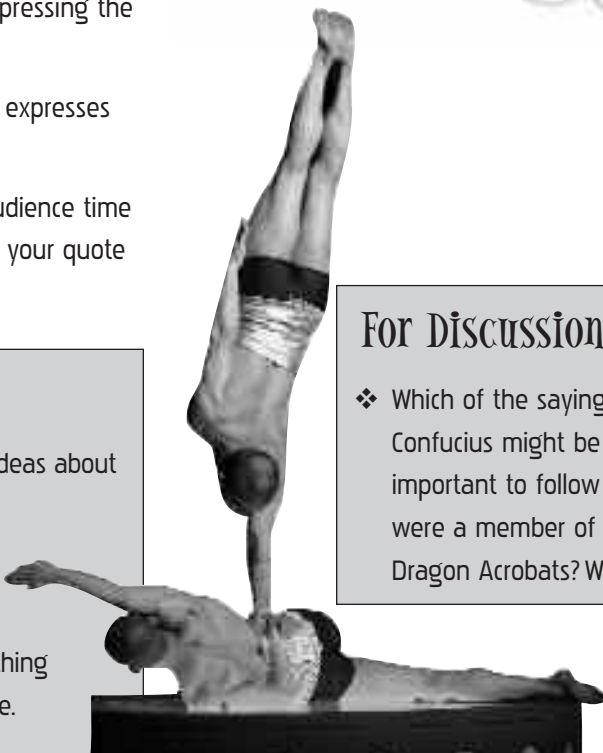 pressing the
expresses
udience time
your quote
deas about
hing
e.
For Discussion
❖ Which of the saying
Confucius might be
important to follow
were a member of
Dragon Acrobats? W